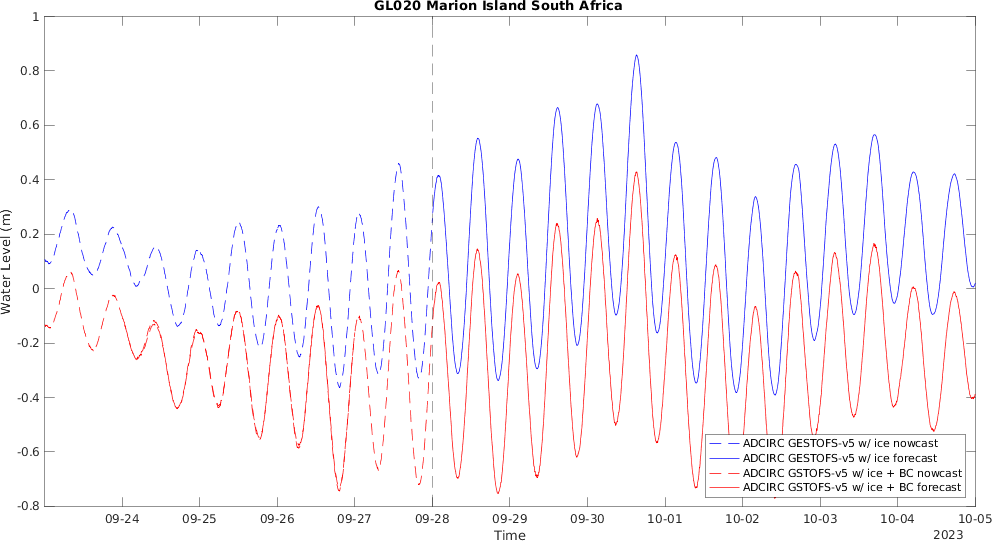 GL020 Marion Island South Africa
1
0.8
0.6
0.4
0.2
0
-0.2
-0.4
-0.6
-0.8
Water Level (m)
ADCIRC GESTOFS-v5 w/ ice nowcast
ADCIRC GESTOFS-v5 w/ ice forecast
ADCIRC GSTOFS-v5 w/ ice + BC nowcast
ADCIRC GSTOFS-v5 w/ ice + BC forecast
09-24 09-25 09-26 09-27 09-28 09-29 09-30 10-01 10-02 10-03 10-04 10-05
Time
2023